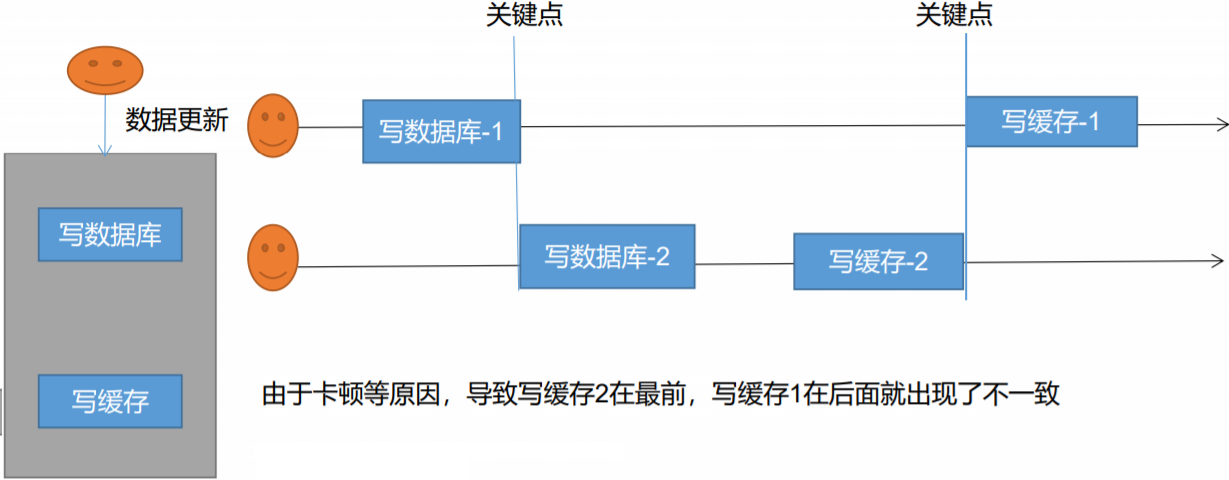 关键点
关键点
数据更新
写数据库-1
写缓存-1
写数据库
写数据库-2
写缓存-2
写缓存
由于卡顿等原因，导致写缓存2在最前，写缓存1在后面就出现了不一致